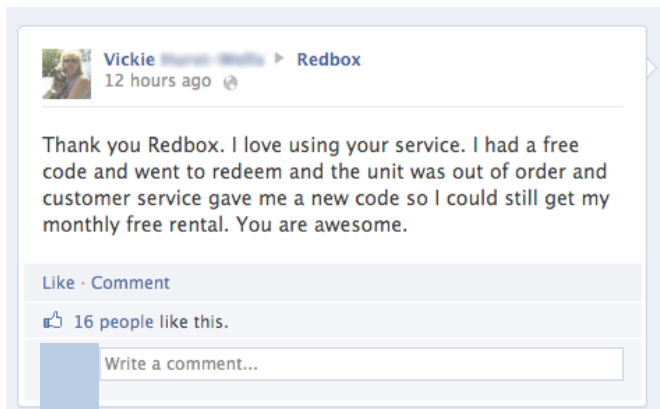 Vickie ▸ Redbox
12 hours ago
Thank you Redbox. I love using your service. I had a free
code and went to redeem and the unit was out of order and
customer service gave me a new code so I could still get my
monthly free rental. You are awesome.
Like · Comment
16 people like this.
Write a comment...